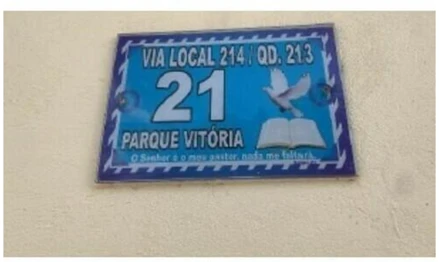 VIA LOCAL 214 / QD. 213
21
PARQUE VITÓRIA
O Senhor é o meu pastor, nada me faltará.